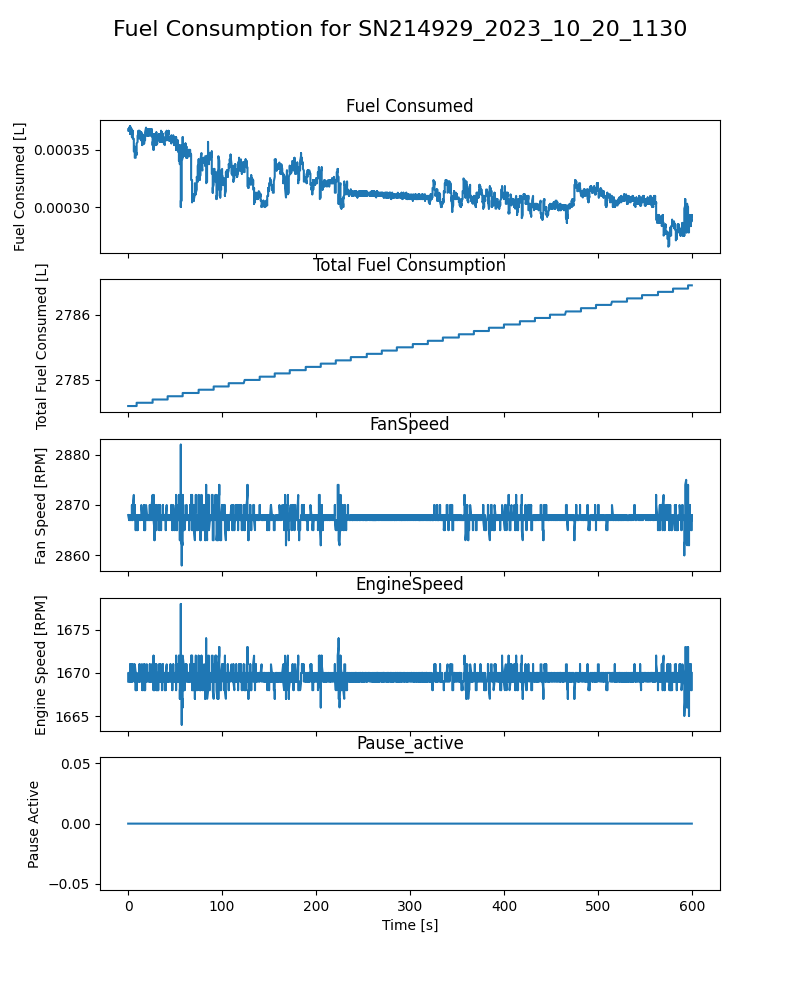 Fuel Consumption for SN214929_2023_10_20_1130
Fuel Consumed
Fuel Consumed [L]
0.00035
0.00030
Total Fuel Consumption
Total Fuel Consumed [L]
2786
2785
FanSpeed
Fan Speed [RPM]
2880
2870
2860
EngineSpeed
Engine Speed [RPM]
1675
1670
1665
Pause_active
Pause Active
0.05
0.00
−0.05
0 100 200 300 400 500 600
Time [s]